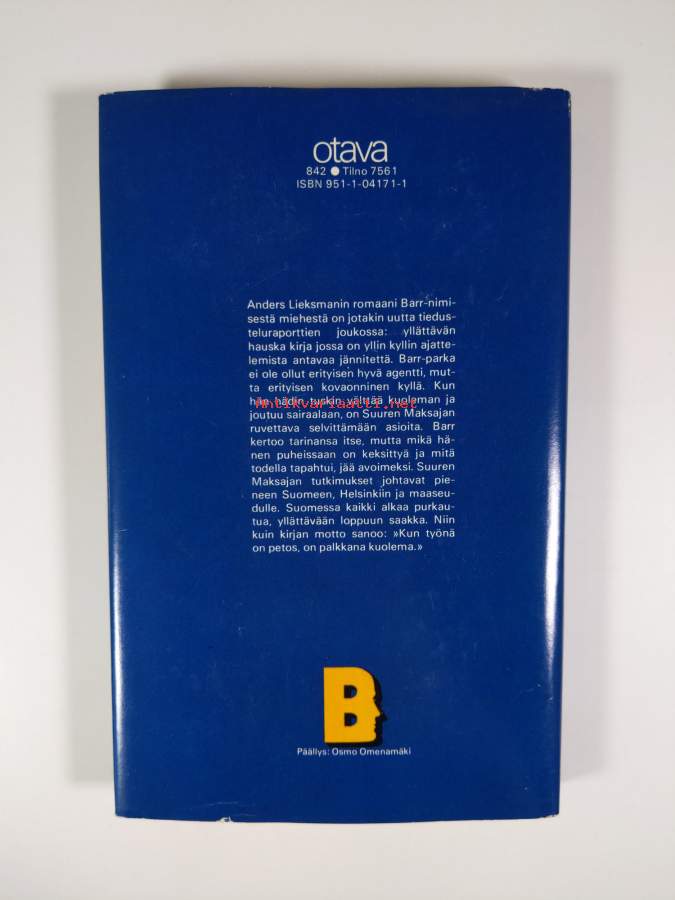 otava
842 ● Tilno 7561
ISBN 951-1-04171-1
Anders Lieksmanin romaani Barr-nimi-
sestä miehestä on jotakin uutta tiedus-
teluraporttien joukossa: yllättävän
hauska kirja jossa on yllin kyllin ajatte-
lemista antavaa jännitettä. Barr-parka
ei ole ollut erityisen hyvä agentti, mut-
ta erityisen kovaonninen kyllä. Kun
hän hädin tuskin välttää kuoleman ja
Antikvariaatti.net
joutuu sairaalaan, on Suuren Maksajan
ruvettava selvittämään asioita. Barr
kertoo tarinansa itse, mutta mikä hä-
nen puheissaan on keksittyä ja mitä
todella tapahtui, jää avoimeksi. Suuren
Maksajan tutkimukset johtavat pie-
neen Suomeen, Helsinkiin ja maaseu-
dulle. Suomessa kaikki alkaa purkau-
tua, yllättävään loppuun saakka. Niin
kuin kirjan motto sanoo: »Kun työnä
on petos, on palkkana kuolema.»
B
Päällys: Osmo Omenamäki